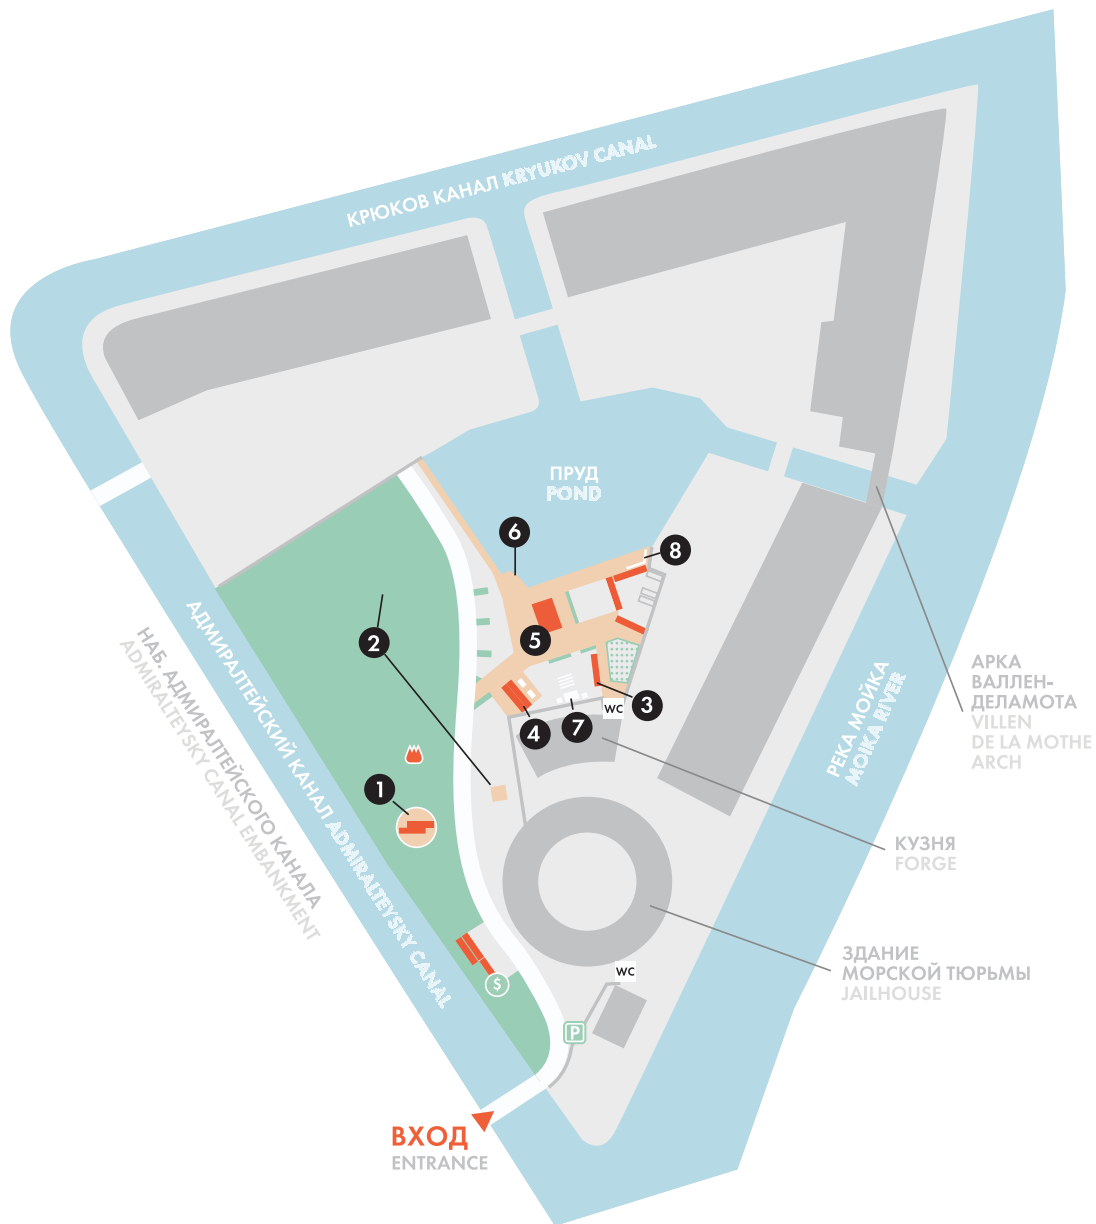 КРЮКОВ КАНАЛ KRYUKOV CANAL
ПРУД
POND
6
8
2
5
3
WC
4
7
1
АДМИРАЛТЕЙСКИЙ КАНАЛ ADMIRALTEYSKY CANAL
НАБ. АДМИРАЛТЕЙСКОГО КАНАЛА
ADMIRALTEYSKY CANAL EMBANKMENT
РЕКА МОЙКА
MOIKA RIVER
АРКА
ВАЛЛЕН-
ДЕЛАМОТА
VILLEN
DE LA MOTHE
ARCH
КУЗНЯ
FORGE
ЗДАНИЕ
МОРСКОЙ ТЮРЬМЫ
JAILHOUSE
WC
$
P
ВХОД
ENTRANCE